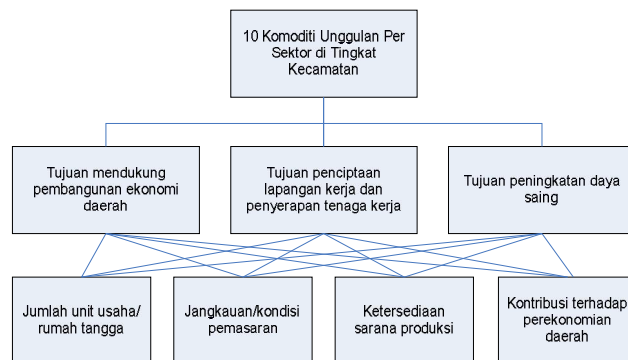 10 Komoditi Unggulan Per
Sektor di Tingkat
Kecamatan
Tujuan mendukung
pembangunan ekonomi
daerah
Tujuan penciptaan
lapangan kerja dan
penyerapan tenaga kerja
Tujuan peningkatan daya
saing
Jumlah unit usaha/
rumah tangga
Jangkauan/kondisi
pemasaran
Ketersediaan
sarana produksi
Kontribusi terhadap
perekonomian
daerah